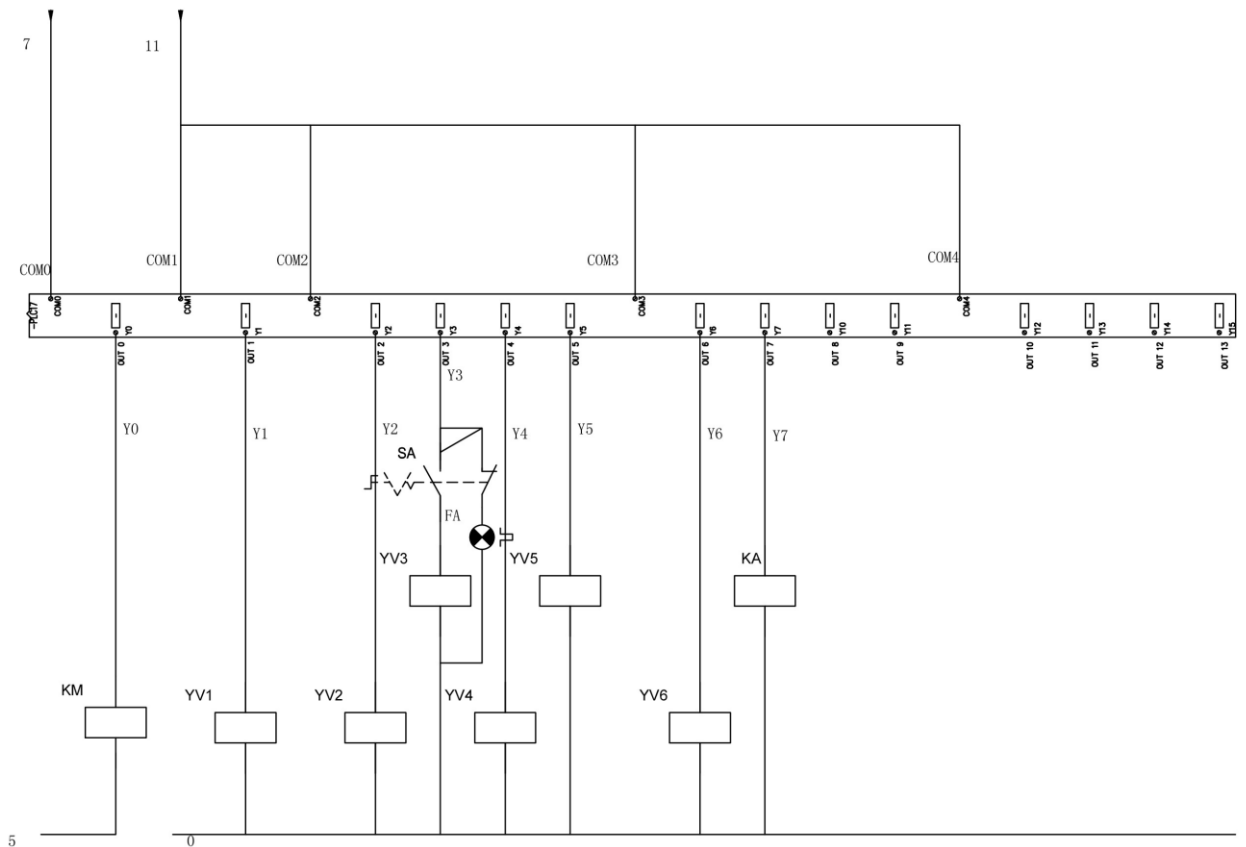 7
11
COM0
COM1
COM2
COM3
COM4
-PLC17
COM0
Y0
COM1
Y1
COM2
Y2
Y3
Y4
Y5
COM3
Y6
Y7
Y10
Y11
COM4
Y12
Y13
Y14
Y15
OUT 0
OUT 1
OUT 2
OUT 3
OUT 4
OUT 5
OUT 6
OUT 7
OUT 8
OUT 9
OUT 10
OUT 11
OUT 12
OUT 13
Y3
Y0
Y1
Y2
Y4
Y5
Y6
Y7
SA
FA
YV3
YV5
KA
KM
YV1
YV2
YV4
YV6
5
0